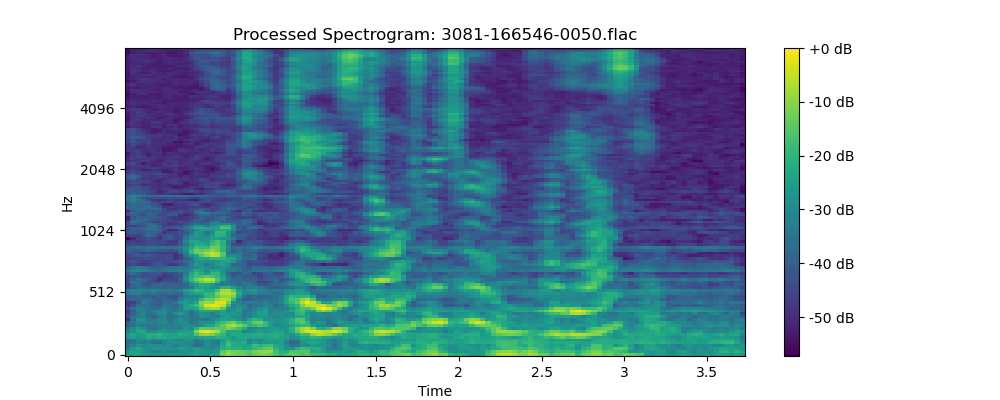 Processed Spectrogram: 3081-166546-0050.flac
Hz
4096
2048
1024
512
0
0
0.5
1
1.5
2
2.5
3
3.5
Time
+0 dB
-10 dB
-20 dB
-30 dB
-40 dB
-50 dB